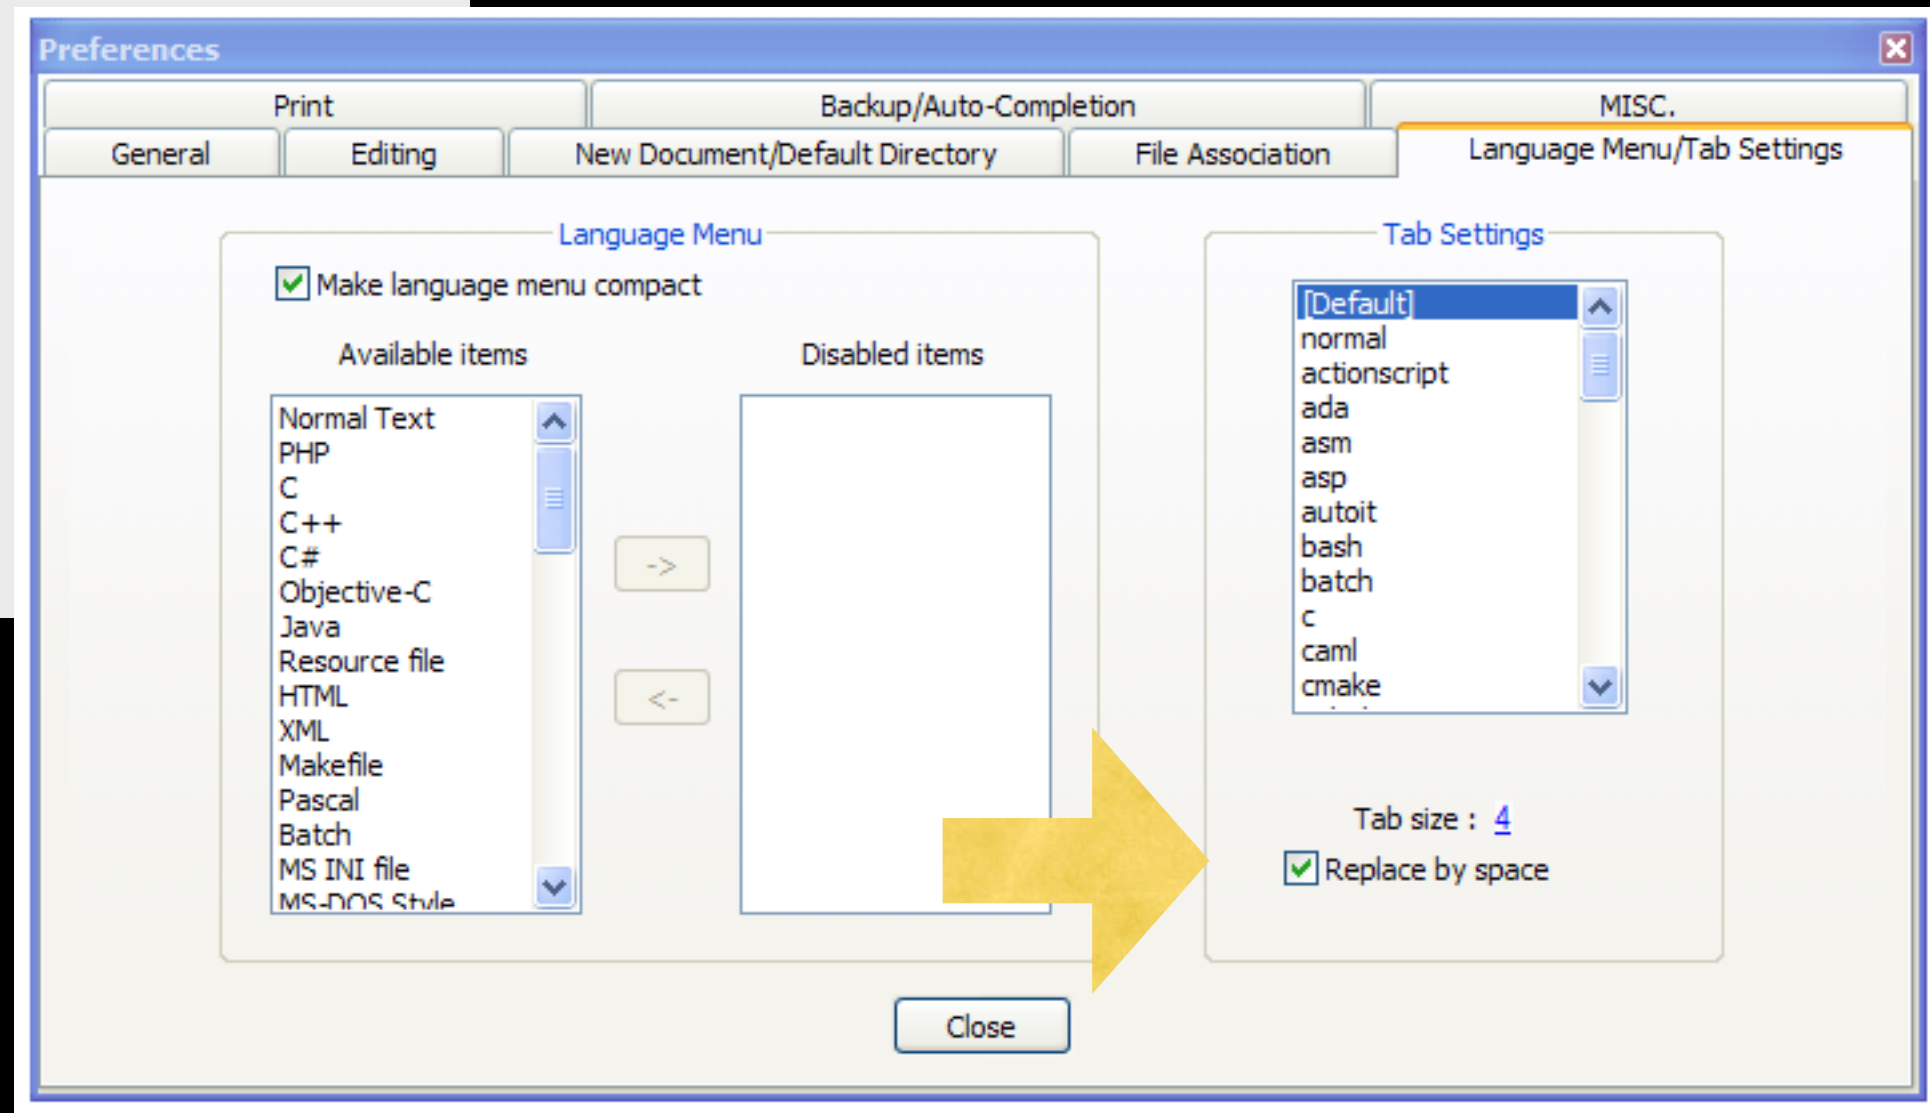 Preferences
Print
Backup/Auto-Completion
MISC.
General
Editing
New Document/Default Directory
File Association
Language Menu/Tab Settings
Language Menu
Make language menu compact
Available items
Normal Text
PHP
C
C++
C#
Objective-C
Java
Resource file
HTML
XML
Makefile
Pascal
Batch
MS INI file
MS-DOS Style
->
<-
Disabled items
Tab Settings
[Default]
normal
actionscript
ada
asm
asp
autoit
bash
batch
c
caml
cmake
Tab size : 4
Replace by space
Close